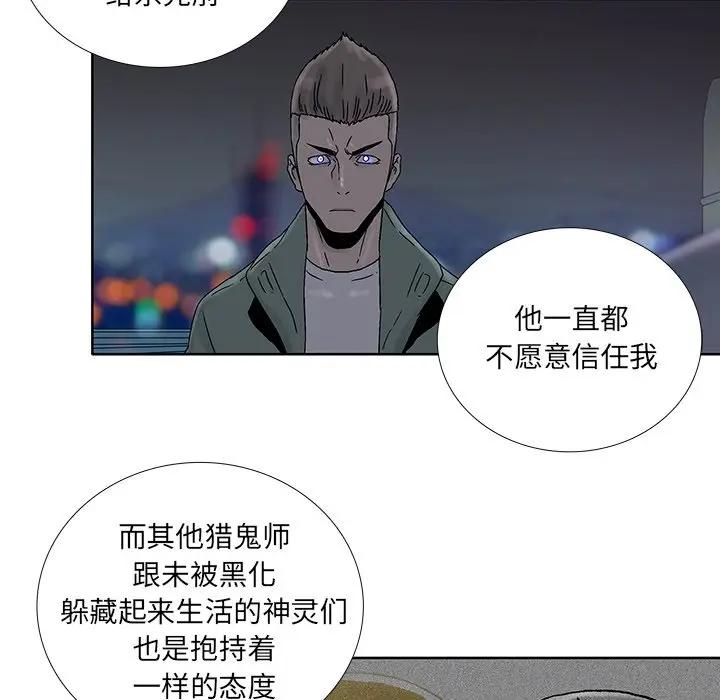 他一直都
不愿意信任我
而其他猎鬼师
跟未被黑化
躲藏起来生活的神灵们
也是抱持着
一样的态度